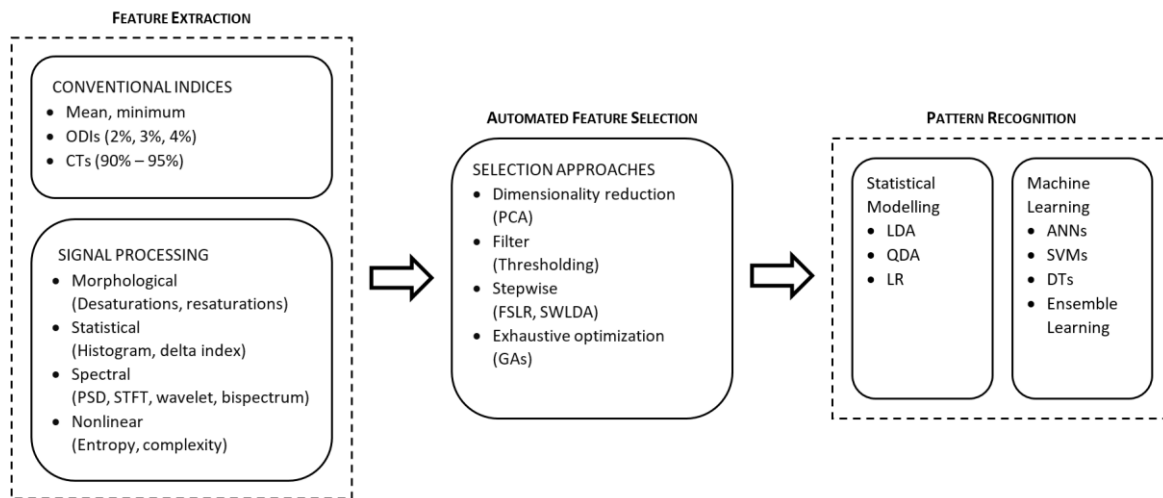 FEATURE EXTRACTION
CONVENTIONAL INDICES
• Mean, minimum
• ODIs (2%, 3%, 4%)
• CTs (90% – 95%)
SIGNAL PROCESSING
• Morphological
(Desaturations, resaturations)
• Statistical
(Histogram, delta index)
• Spectral
(PSD, STFT, wavelet, bispectrum)
• Nonlinear
(Entropy, complexity)
AUTOMATED FEATURE SELECTION
SELECTION APPROACHES
• Dimensionality reduction
(PCA)
• Filter
(Thresholding)
• Stepwise
(FSLR, SWLDA)
• Exhaustive optimization
(GAs)
PATTERN RECOGNITION
Statistical
Modelling
• LDA
• QDA
• LR
Machine
Learning
• ANNs
• SVMs
• DTs
• Ensemble
Learning